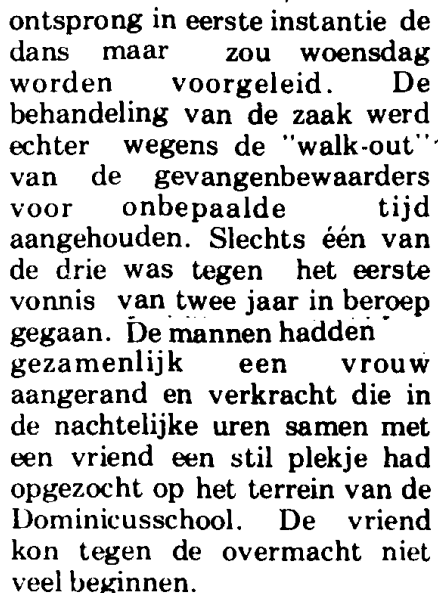 ontsprong in eerste instantie de
dans maar zou woensdag
worden voorgeleid. De
behandeling van de zaak werd
echter wegens de "walk-out"
van de gevangenbewaarders
voor onbepaalde tijd
aangehouden. Slechts één van
de drie was tegen het eerste
vonnis van twee jaar in beroep
gegaan. De mannen hadden
gezamenlijk een vrouw
aangerand en verkracht die in
de nachtelijke uren samen met
een vriend een stil plekje had
opgezocht op het terrein van de
Dominicusschool. De vriend
kon tegen de overmacht niet
veel beginnen.